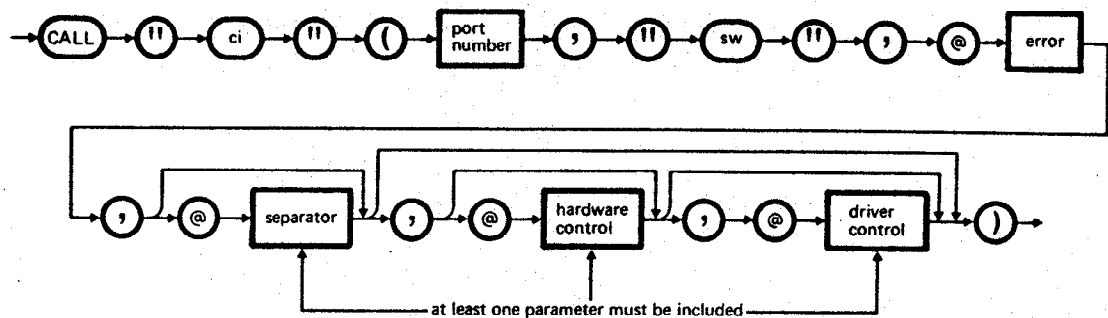 CALL " ci " ( port number , " sw " , @ error
, @ separator , @ hardware control , @ driver control )
at least one parameter must be included